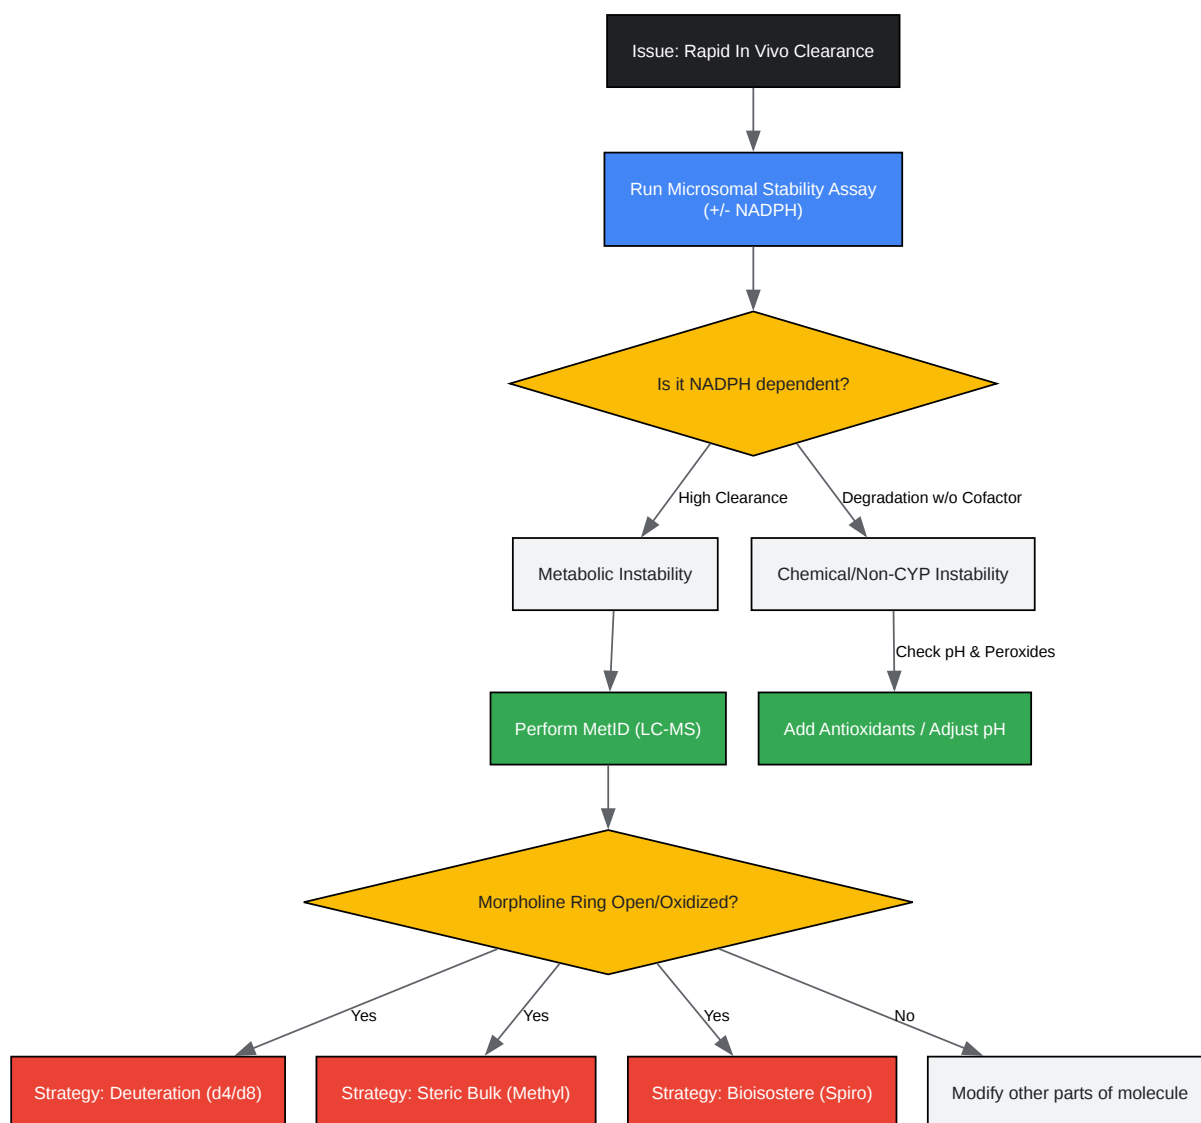 Issue: Rapid In Vivo Clearance
Run Microsomal Stability Assay
(+/- NADPH)
Is it NADPH dependent?
High Clearance
Degradation w/o Cofactor
Metabolic Instability
Chemical/Non-CYP Instability
Check pH & Peroxides
Perform MetID (LC-MS)
Add Antioxidants / Adjust pH
Morpholine Ring Open/Oxidized?
Yes
Yes
Yes
No
Strategy: Deuteration (d4/d8)
Strategy: Steric Bulk (Methyl)
Strategy: Bioisostere (Spiro)
Modify other parts of molecule